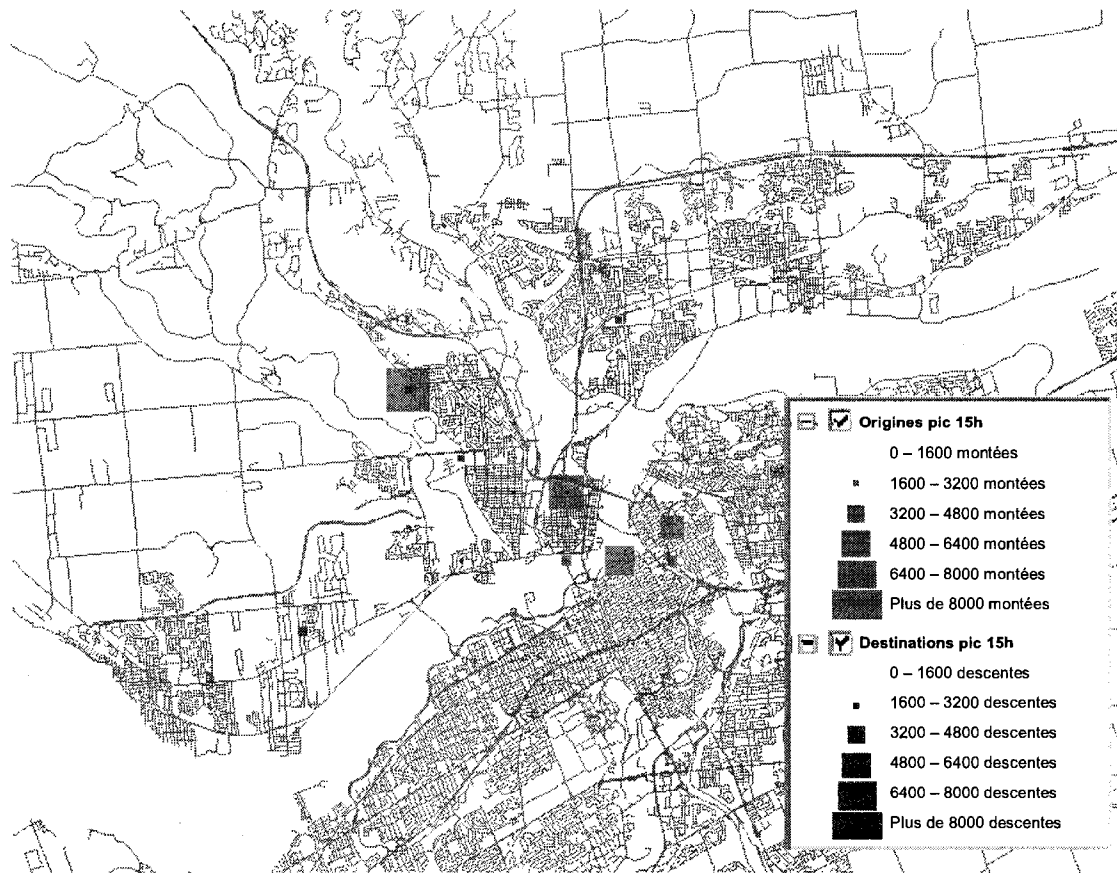 Origines pic 15h
0 – 1600 montées
1600 – 3200 montées
3200 – 4800 montées
4800 – 6400 montées
6400 – 8000 montées
Plus de 8000 montées
Destinations pic 15h
0 – 1600 descentes
1600 – 3200 descentes
3200 – 4800 descentes
4800 – 6400 descentes
6400 – 8000 descentes
Plus de 8000 descentes